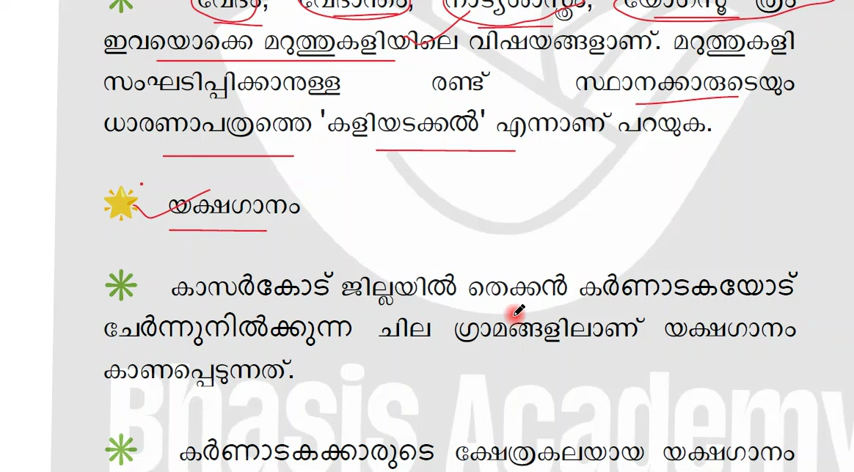 വേദം, വേദാന്തം, നാട്യശാസ്ത്രം, യോഗസൂ ത്രം
ഇവയൊക്കെ മറുത്തുകളിയിലെ വിഷയങ്ങളാണ്. മറുത്തുകളി
സംഘടിപ്പിക്കാനുള്ള രണ്ട് സ്ഥാനക്കാരുടെയും
ധാരണാപത്രത്തെ 'കളിയടക്കൽ' എന്നാണ് പറയുക.
യക്ഷഗാനം
കാസർകോട് ജില്ലയിൽ തെക്കൻ കർണാടകയോട്
ചേർന്നുനിൽക്കുന്ന ചില ഗ്രാമങ്ങളിലാണ് യക്ഷഗാനം
കാണപ്പെടുന്നത്.
Bhasis Academy
കർണാടകക്കാരുടെ ക്ഷേത്രകലയായ യക്ഷഗാനം